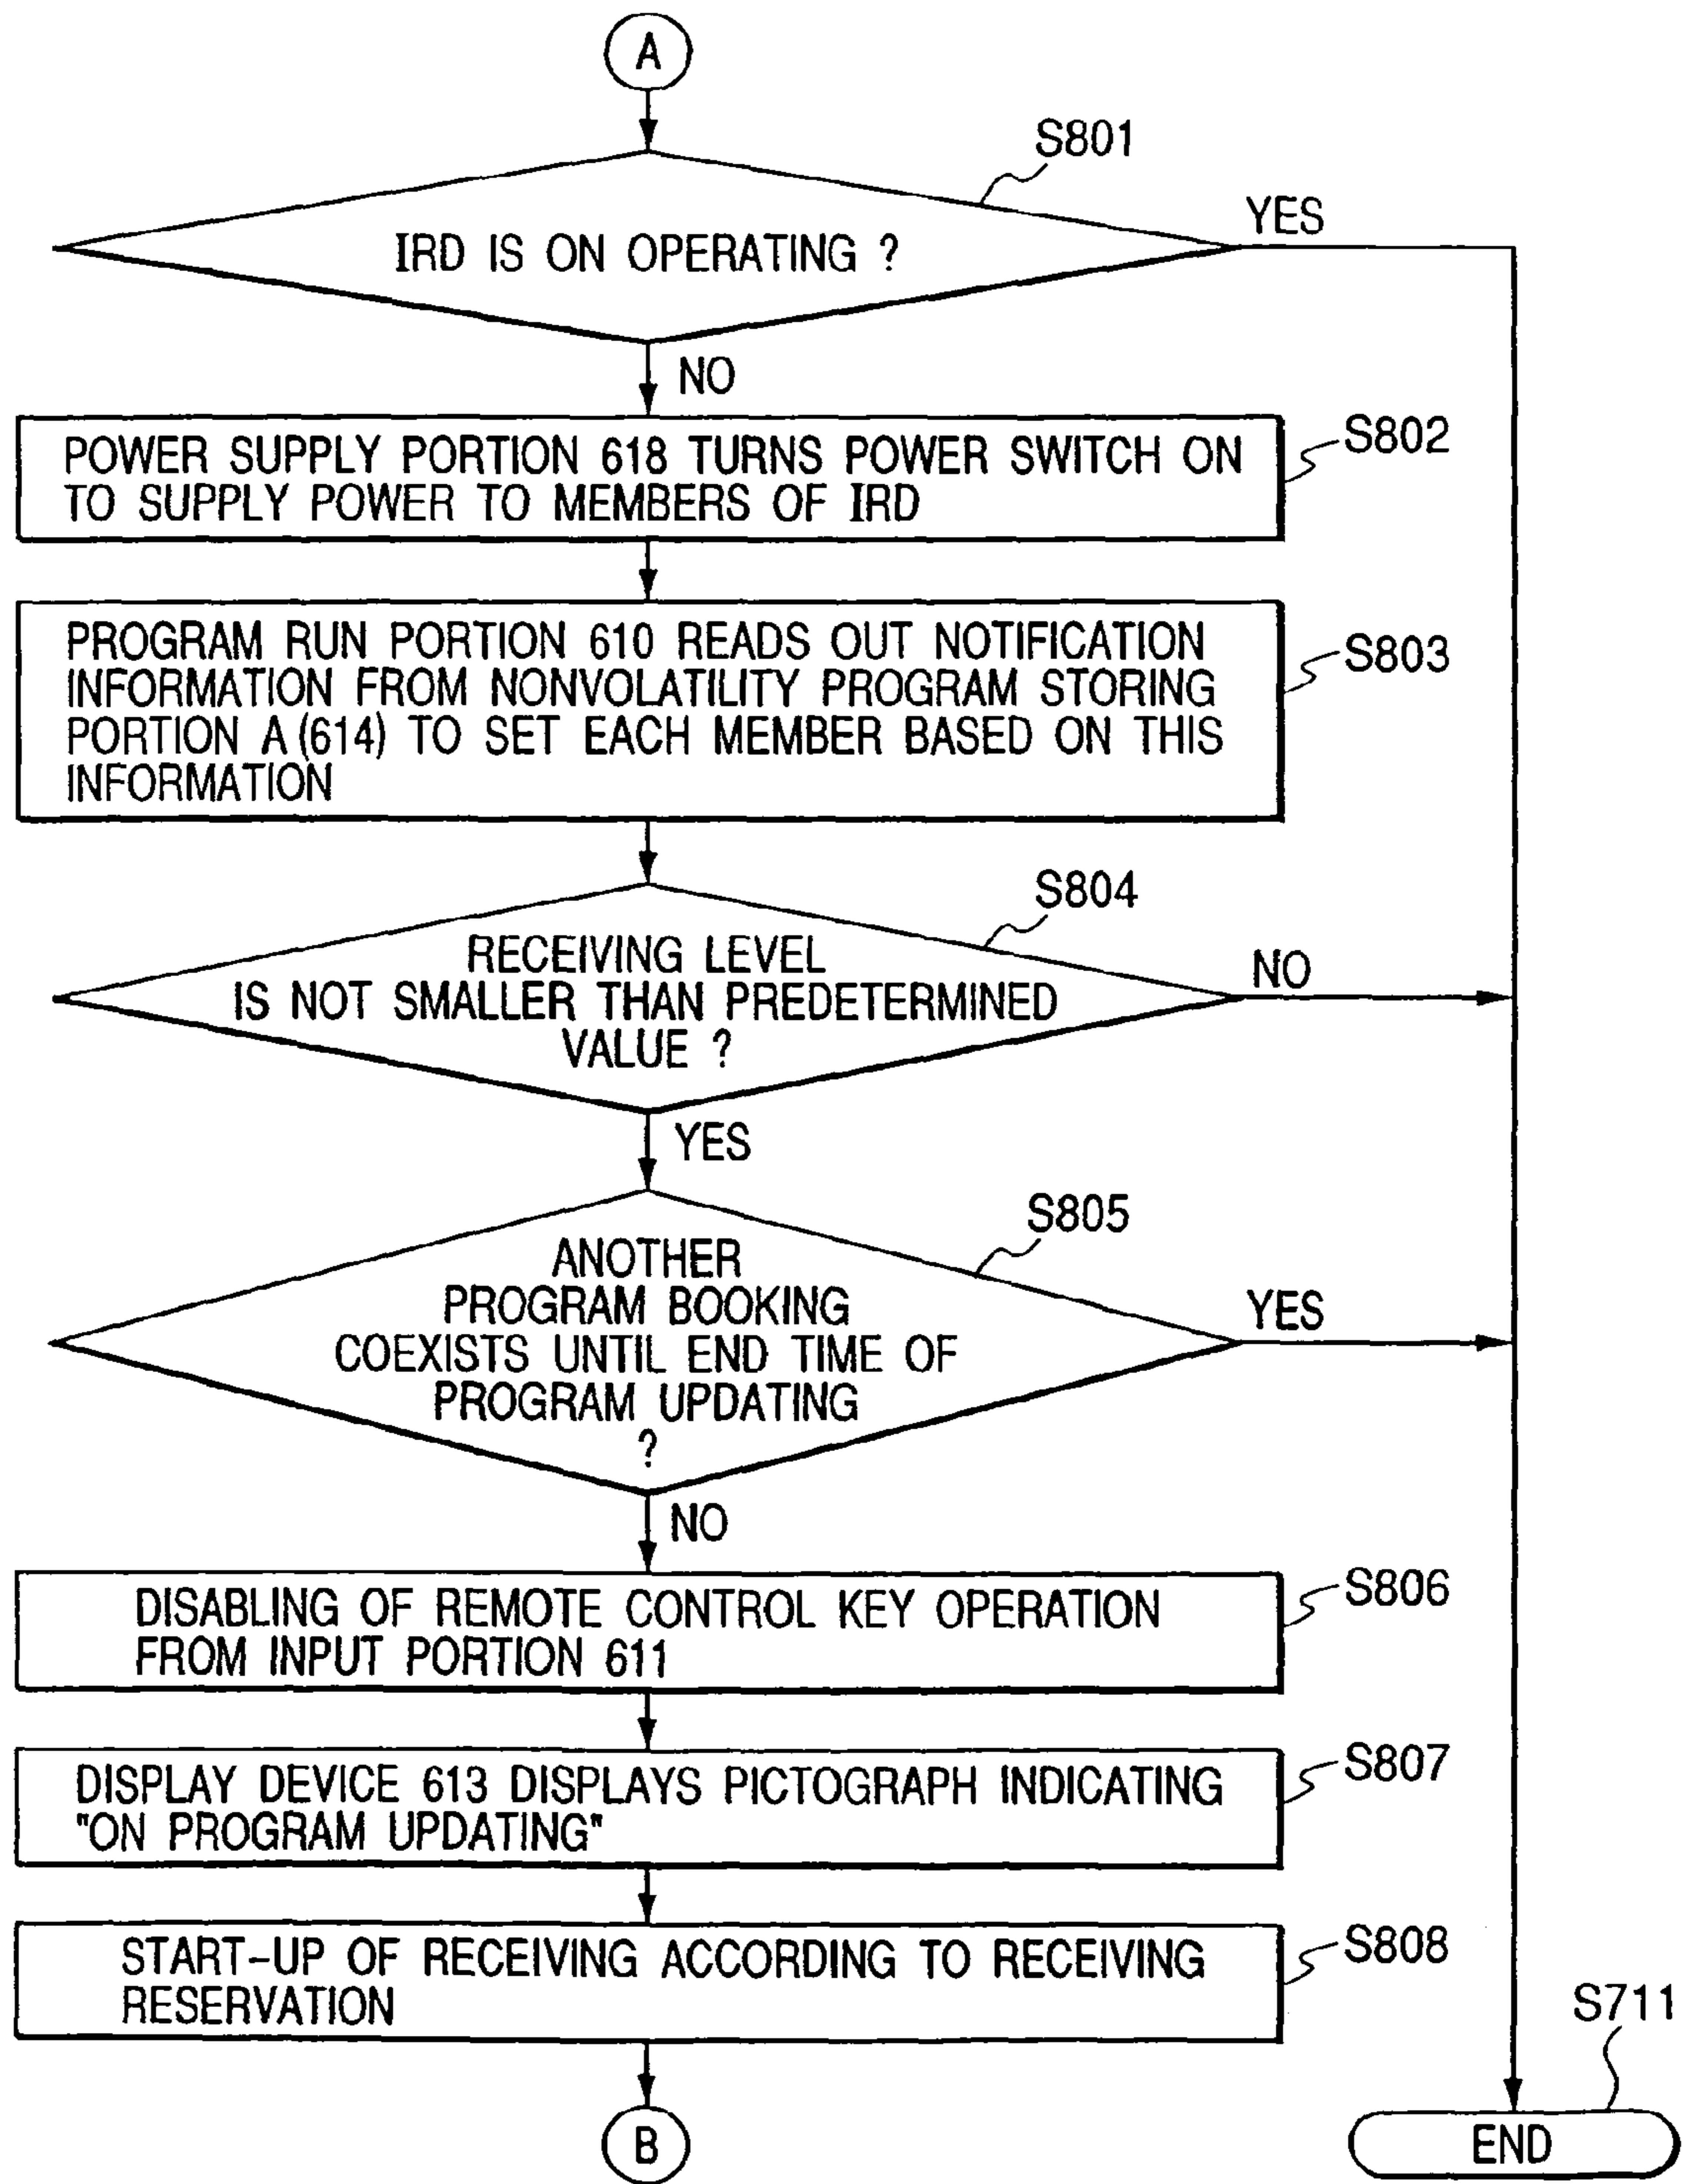 A
S801
IRD IS ON OPERATING ?
YES
NO
S802
POWER SUPPLY PORTION 618 TURNS POWER SWITCH ON
TO SUPPLY POWER TO MEMBERS OF IRD
S803
PROGRAM RUN PORTION 610 READS OUT NOTIFICATION
INFORMATION FROM NONVOLATILITY PROGRAM STORING
PORTION A (614) TO SET EACH MEMBER BASED ON THIS
INFORMATION
S804
RECEIVING LEVEL
IS NOT SMALLER THAN PREDETERMINED
VALUE ?
NO
YES
S805
ANOTHER
PROGRAM BOOKING
COEXISTS UNTIL END TIME OF
PROGRAM UPDATING
?
YES
NO
S806
DISABLING OF REMOTE CONTROL KEY OPERATION
FROM INPUT PORTION 611
S807
DISPLAY DEVICE 613 DISPLAYS PICTOGRAPH INDICATING
"ON PROGRAM UPDATING"
S808
START-UP OF RECEIVING ACCORDING TO RECEIVING
RESERVATION
S711
B
END